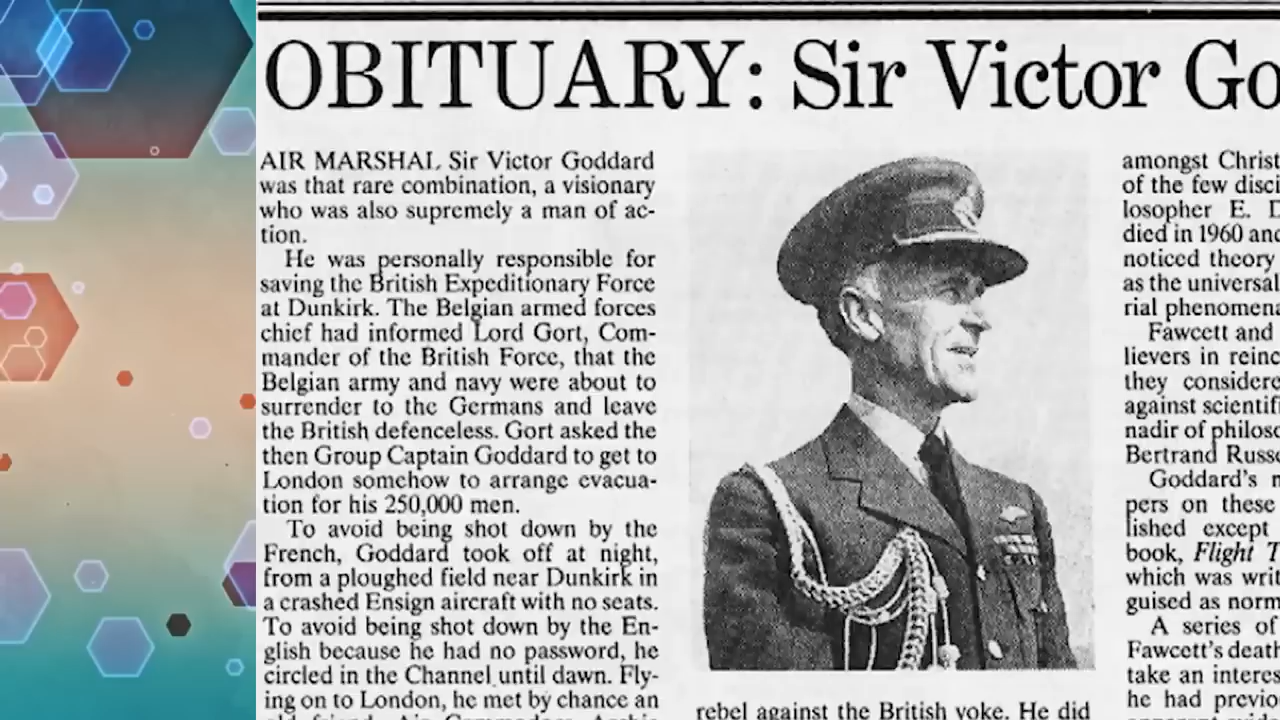 OBITUARY: Sir Victor Go
AIR MARSHAL Sir Victor Goddard
was that rare combination, a visionary
who was also supremely a man of ac-
tion.
He was personally responsible for
saving the British Expeditionary Force
at Dunkirk. The Belgian armed forces
chief had informed Lord Gort, Com-
mander of the British Force, that the
Belgian army and navy were about to
surrender to the Germans and leave
the British defenceless. Gort asked the
then Group Captain Goddard to get to
London somehow to arrange evacua-
tion for his 250,000 men.
To avoid being shot down by the
French, Goddard took off at night,
from a ploughed field near Dunkirk in
a crashed Ensign aircraft with no seats.
To avoid being shot down by the En-
glish because he had no password, he
circled in the Channel until dawn. Fly-
ing on to London, he met by chance an
rebel against the British yoke. He did
amongst Christ
of the few disci
losopher E. D
died in 1960 and
noticed theory
as the universal
rial phenomena
Fawcett and
lievers in rein
they considere
against scientifi
nadir of philoso
Bertrand Russe
Goddard's m
pers on these
lished except
book, Flight T
which was writ
guised as norm
A series of
Fawcett's death
take an interes
he had previo